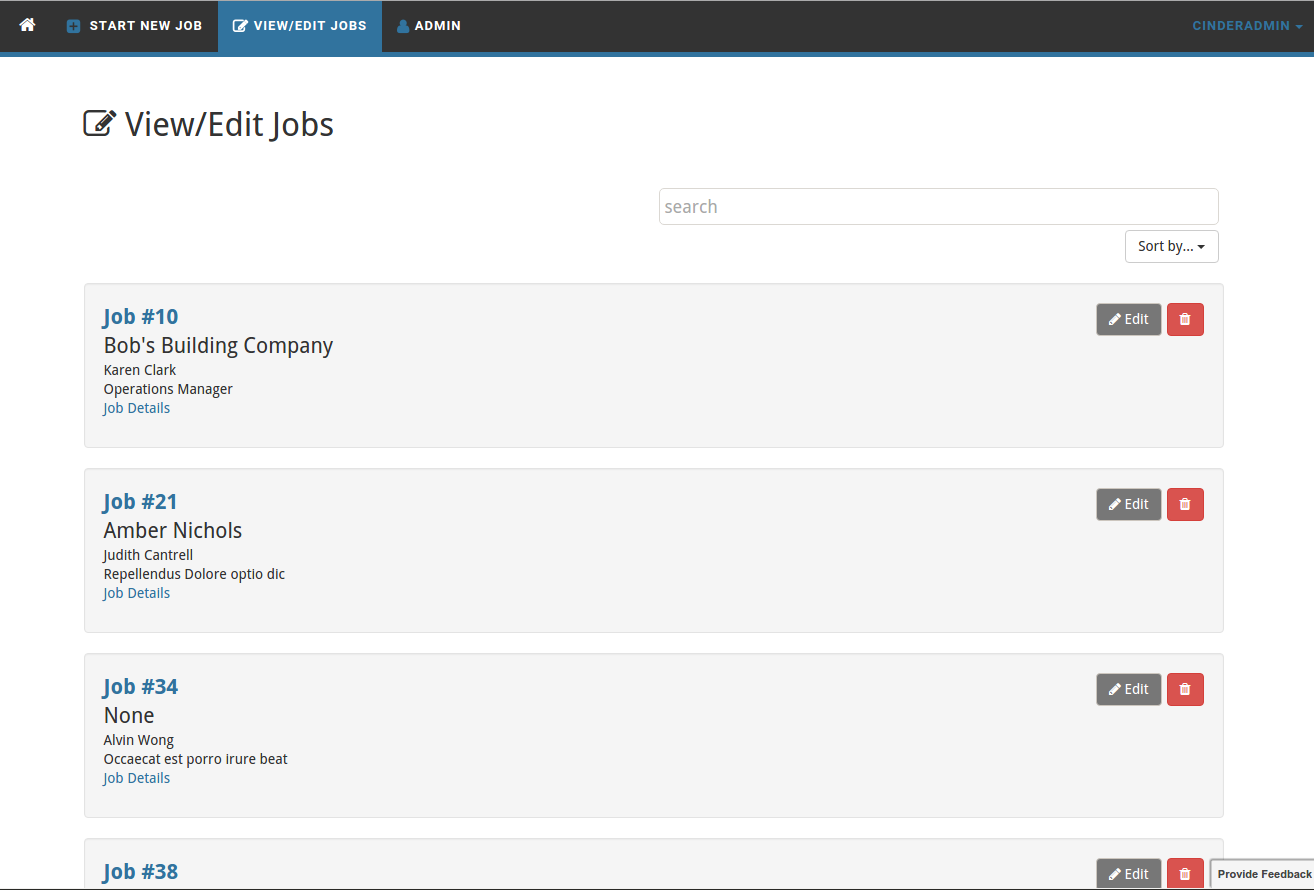 START NEW JOB VIEW/EDIT JOBS ADMIN CINDERADMIN
View/Edit Jobs
search
Sort by...
Job #10 Edit
Bob's Building Company
Karen Clark
Operations Manager
Job Details
Job #21 Edit
Amber Nichols
Judith Cantrell
Repellendus Dolore optio dic
Job Details
Job #34 Edit
None
Alvin Wong
Occaecat est porro irure beat
Job Details
Job #38 Edit
Provide Feedback